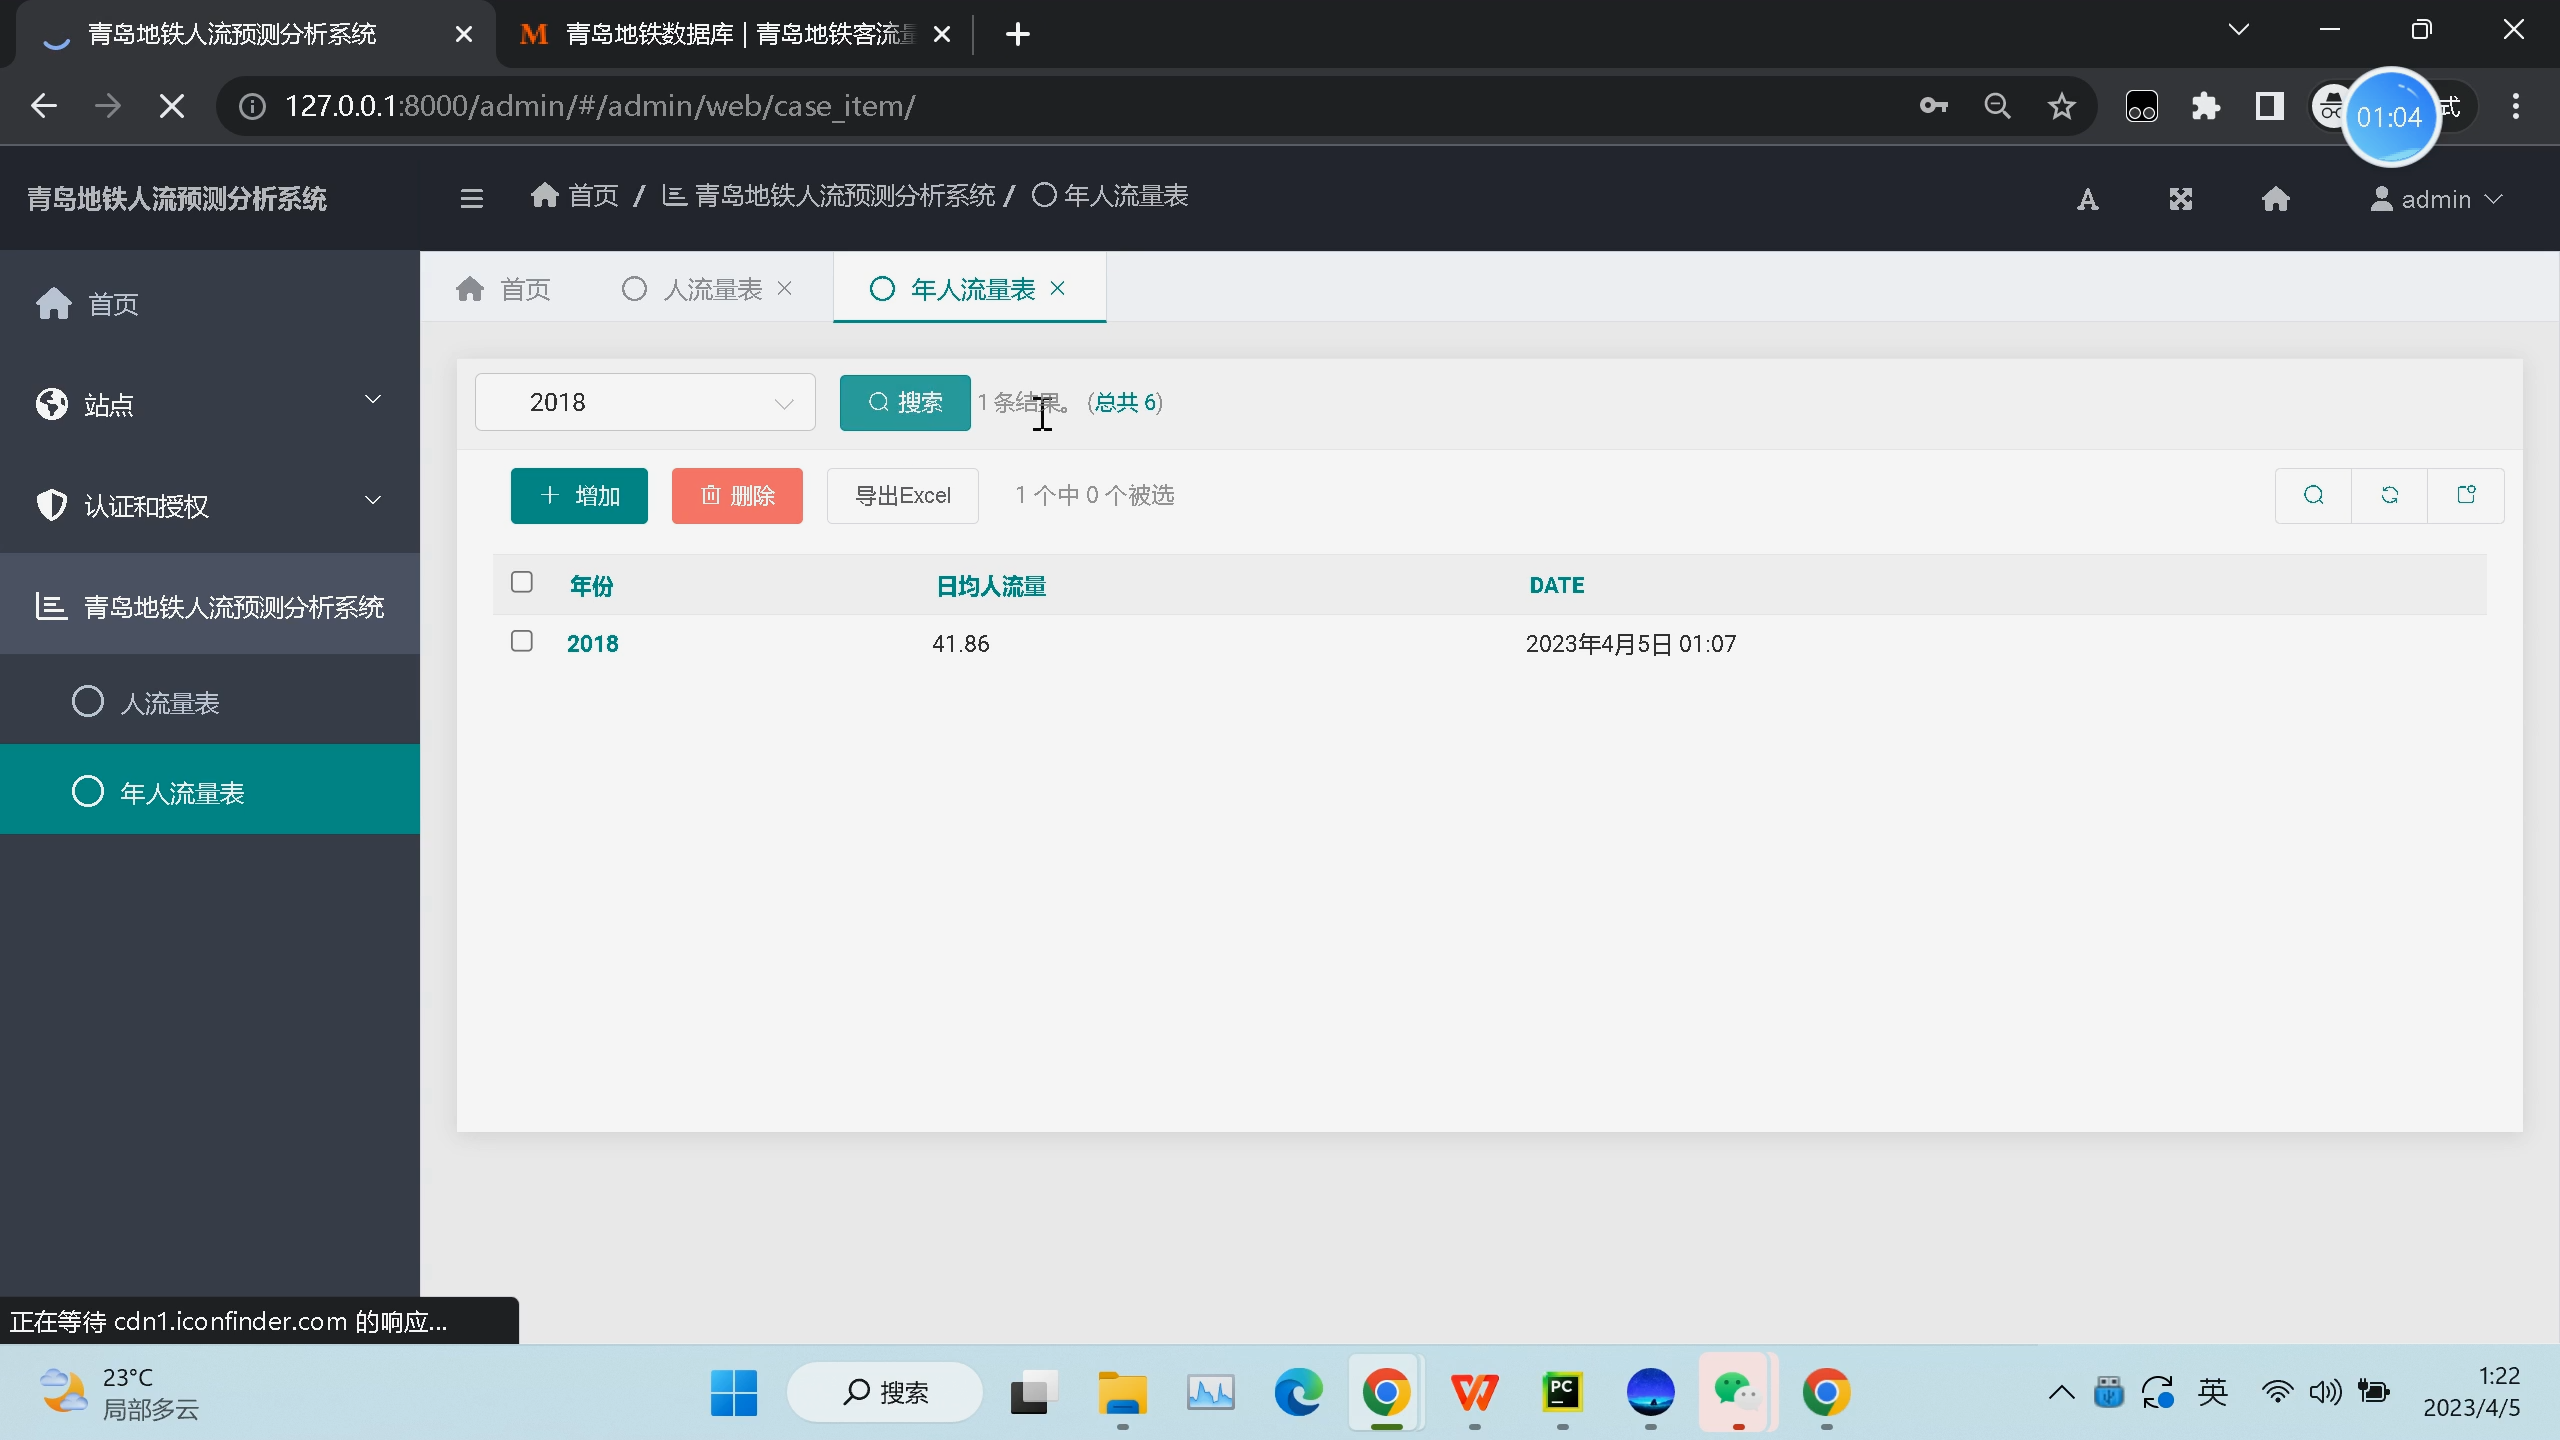 青岛地铁人流预测分析系统
青岛地铁数据库 | 青岛地铁客流
127.0.0.1:8000/admin/#/admin/web/case_item/
01:04
式
青岛地铁人流预测分析系统
首页 / 青岛地铁人流预测分析系统 / 年人流量表
admin
首页
站点
认证和授权
青岛地铁人流预测分析系统
人流量表
年人流量表
首页
人流量表
年人流量表
2018
搜索
1 条结果。 (总共 6)
增加
删除
导出Excel
1 个中 0 个被选
年份 日均人流量 DATE
2018 41.86 2023年4月5日 01:07
正在等待 cdn1.iconfinder.com 的响应...
23°C
局部多云
搜索
PC
英
1:22
2023/4/5